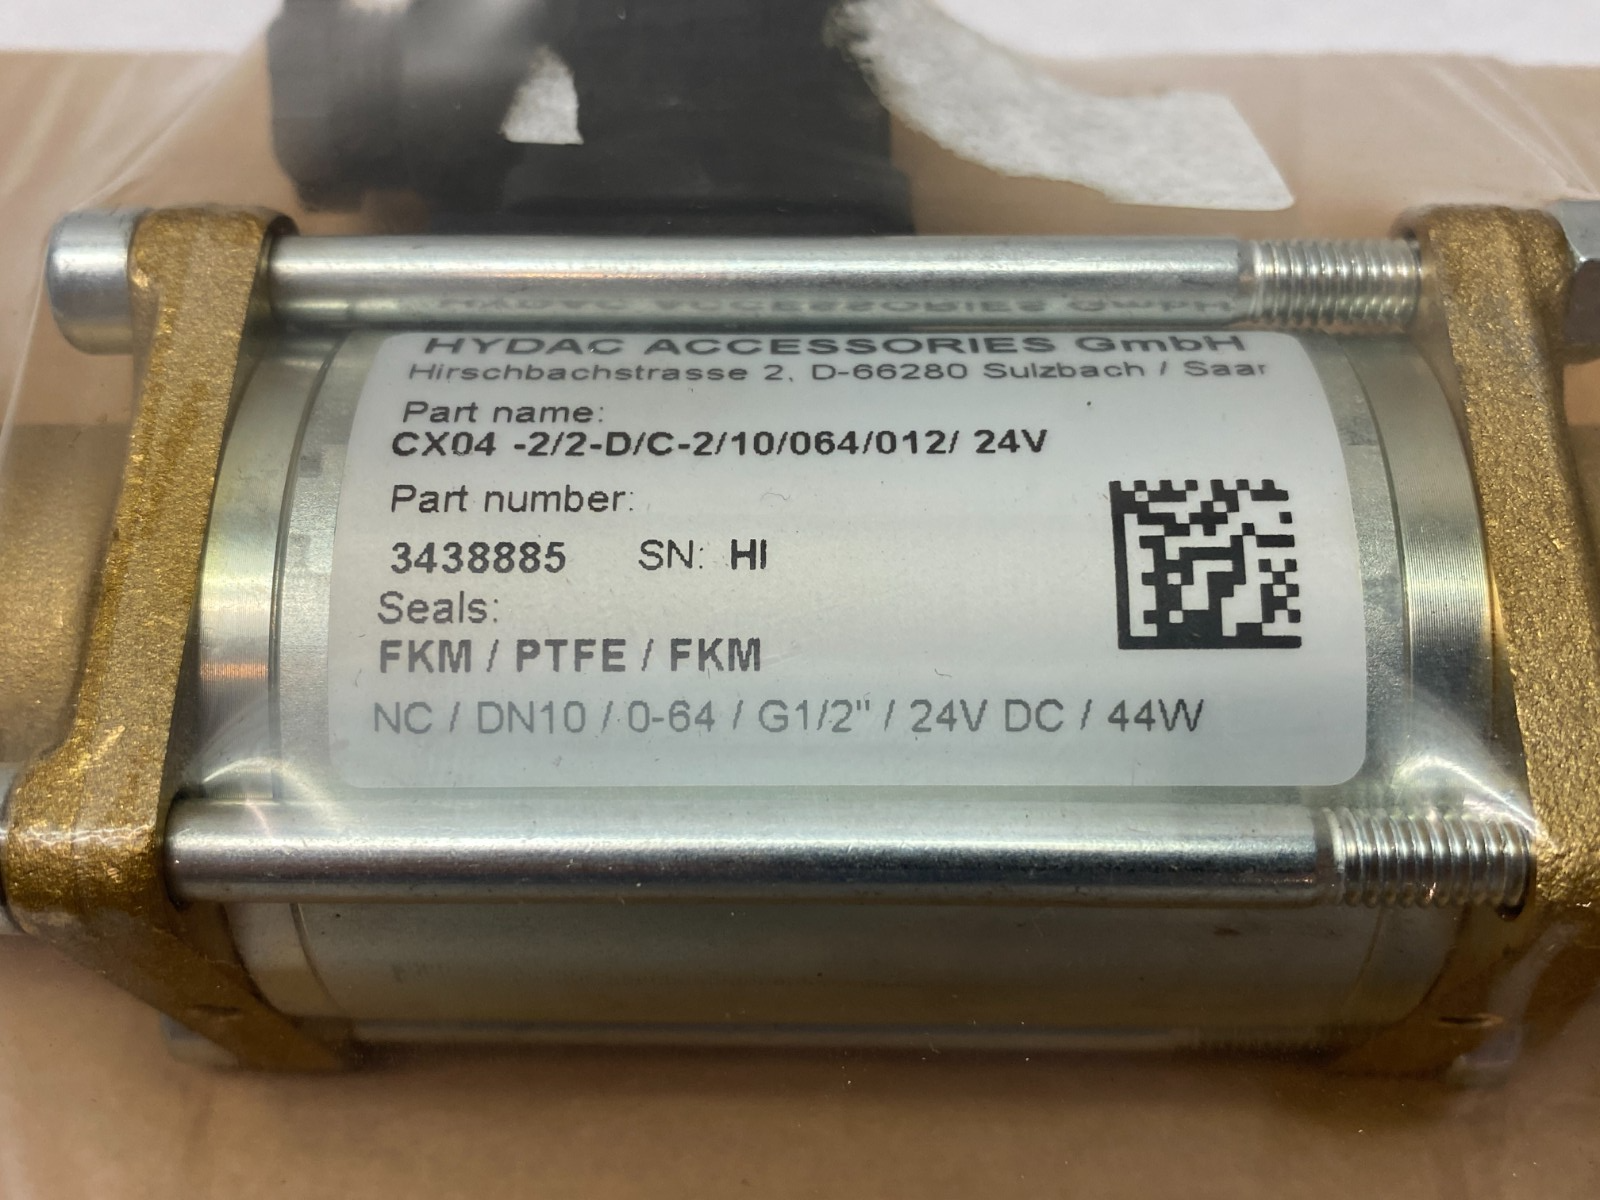 HYDAC ACCESSORIES GmbH
Hirschbachstrasse 2, D-66280 Sulzbach / Saar
Part name:
CX04 -2/2-D/C-2/10/064/012/ 24V
Part number:
3438885 SN: HI
Seals:
FKM / PTFE / FKM
NC / DN10 / 0-64 / G1/2" / 24V DC / 44W